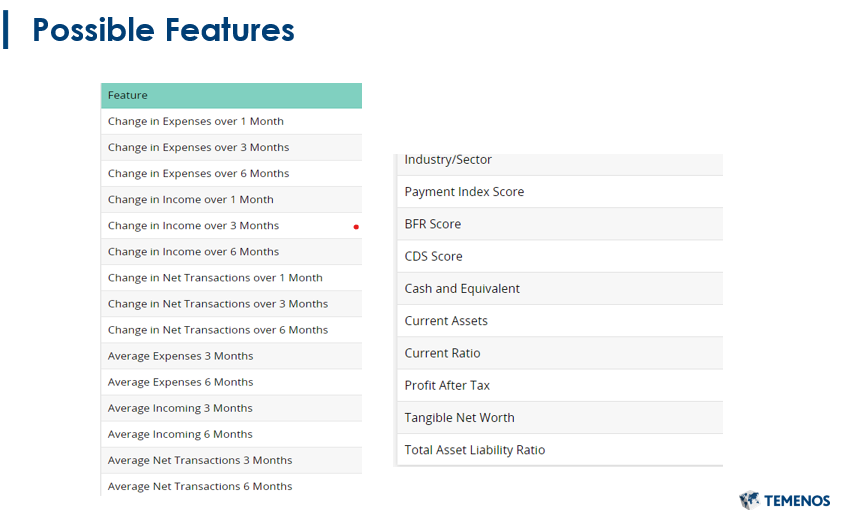 Possible Features
Feature
Change in Expenses over 1 Month
Change in Expenses over 3 Months
Change in Expenses over 6 Months
Change in Income over 1 Month
Change in Income over 3 Months
Change in Income over 6 Months
Change in Net Transactions over 1 Month
Change in Net Transactions over 3 Months
Change in Net Transactions over 6 Months
Average Expenses 3 Months
Average Expenses 6 Months
Average Incoming 3 Months
Average Incoming 6 Months
Average Net Transactions 3 Months
Average Net Transactions 6 Months
Industry/Sector
Payment Index Score
BFR Score
CDS Score
Cash and Equivalent
Current Assets
Current Ratio
Profit After Tax
Tangible Net Worth
Total Asset Liability Ratio
TEMENOS